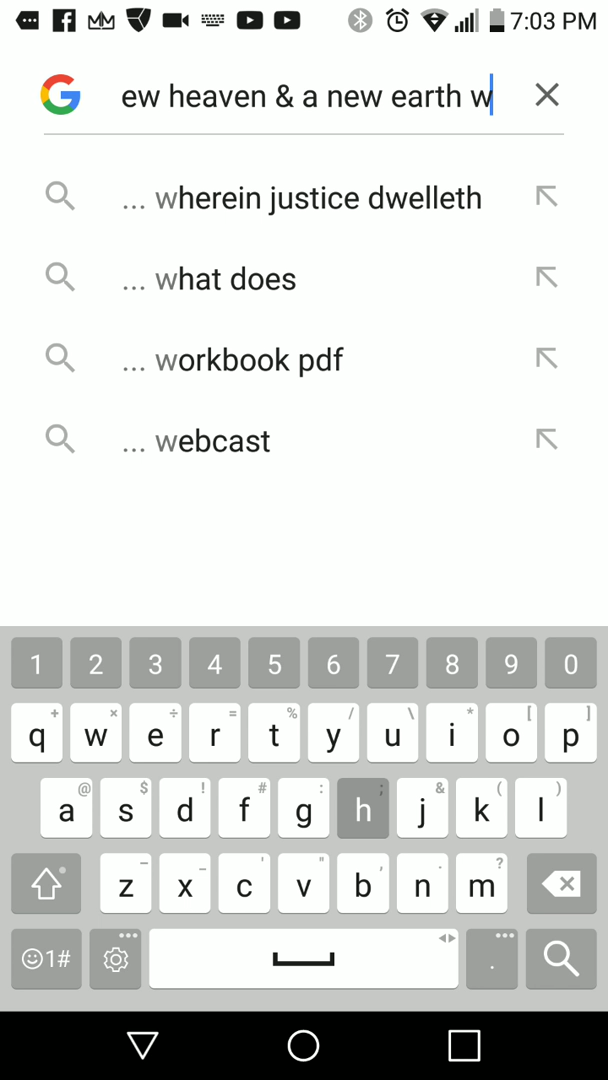 7:03 PM
ew heaven & a new earth w
... wherein justice dwelleth
... what does
... workbook pdf
... webcast
1 2 3 4 5 6 7 8 9 0
+ × ÷ = % / \ * [ ]
q w e r t y u i o p
@ $ ! # : ; & ( )
a s d f g h j k l
– _ ' " , . ?
z x c v b n m
1# .